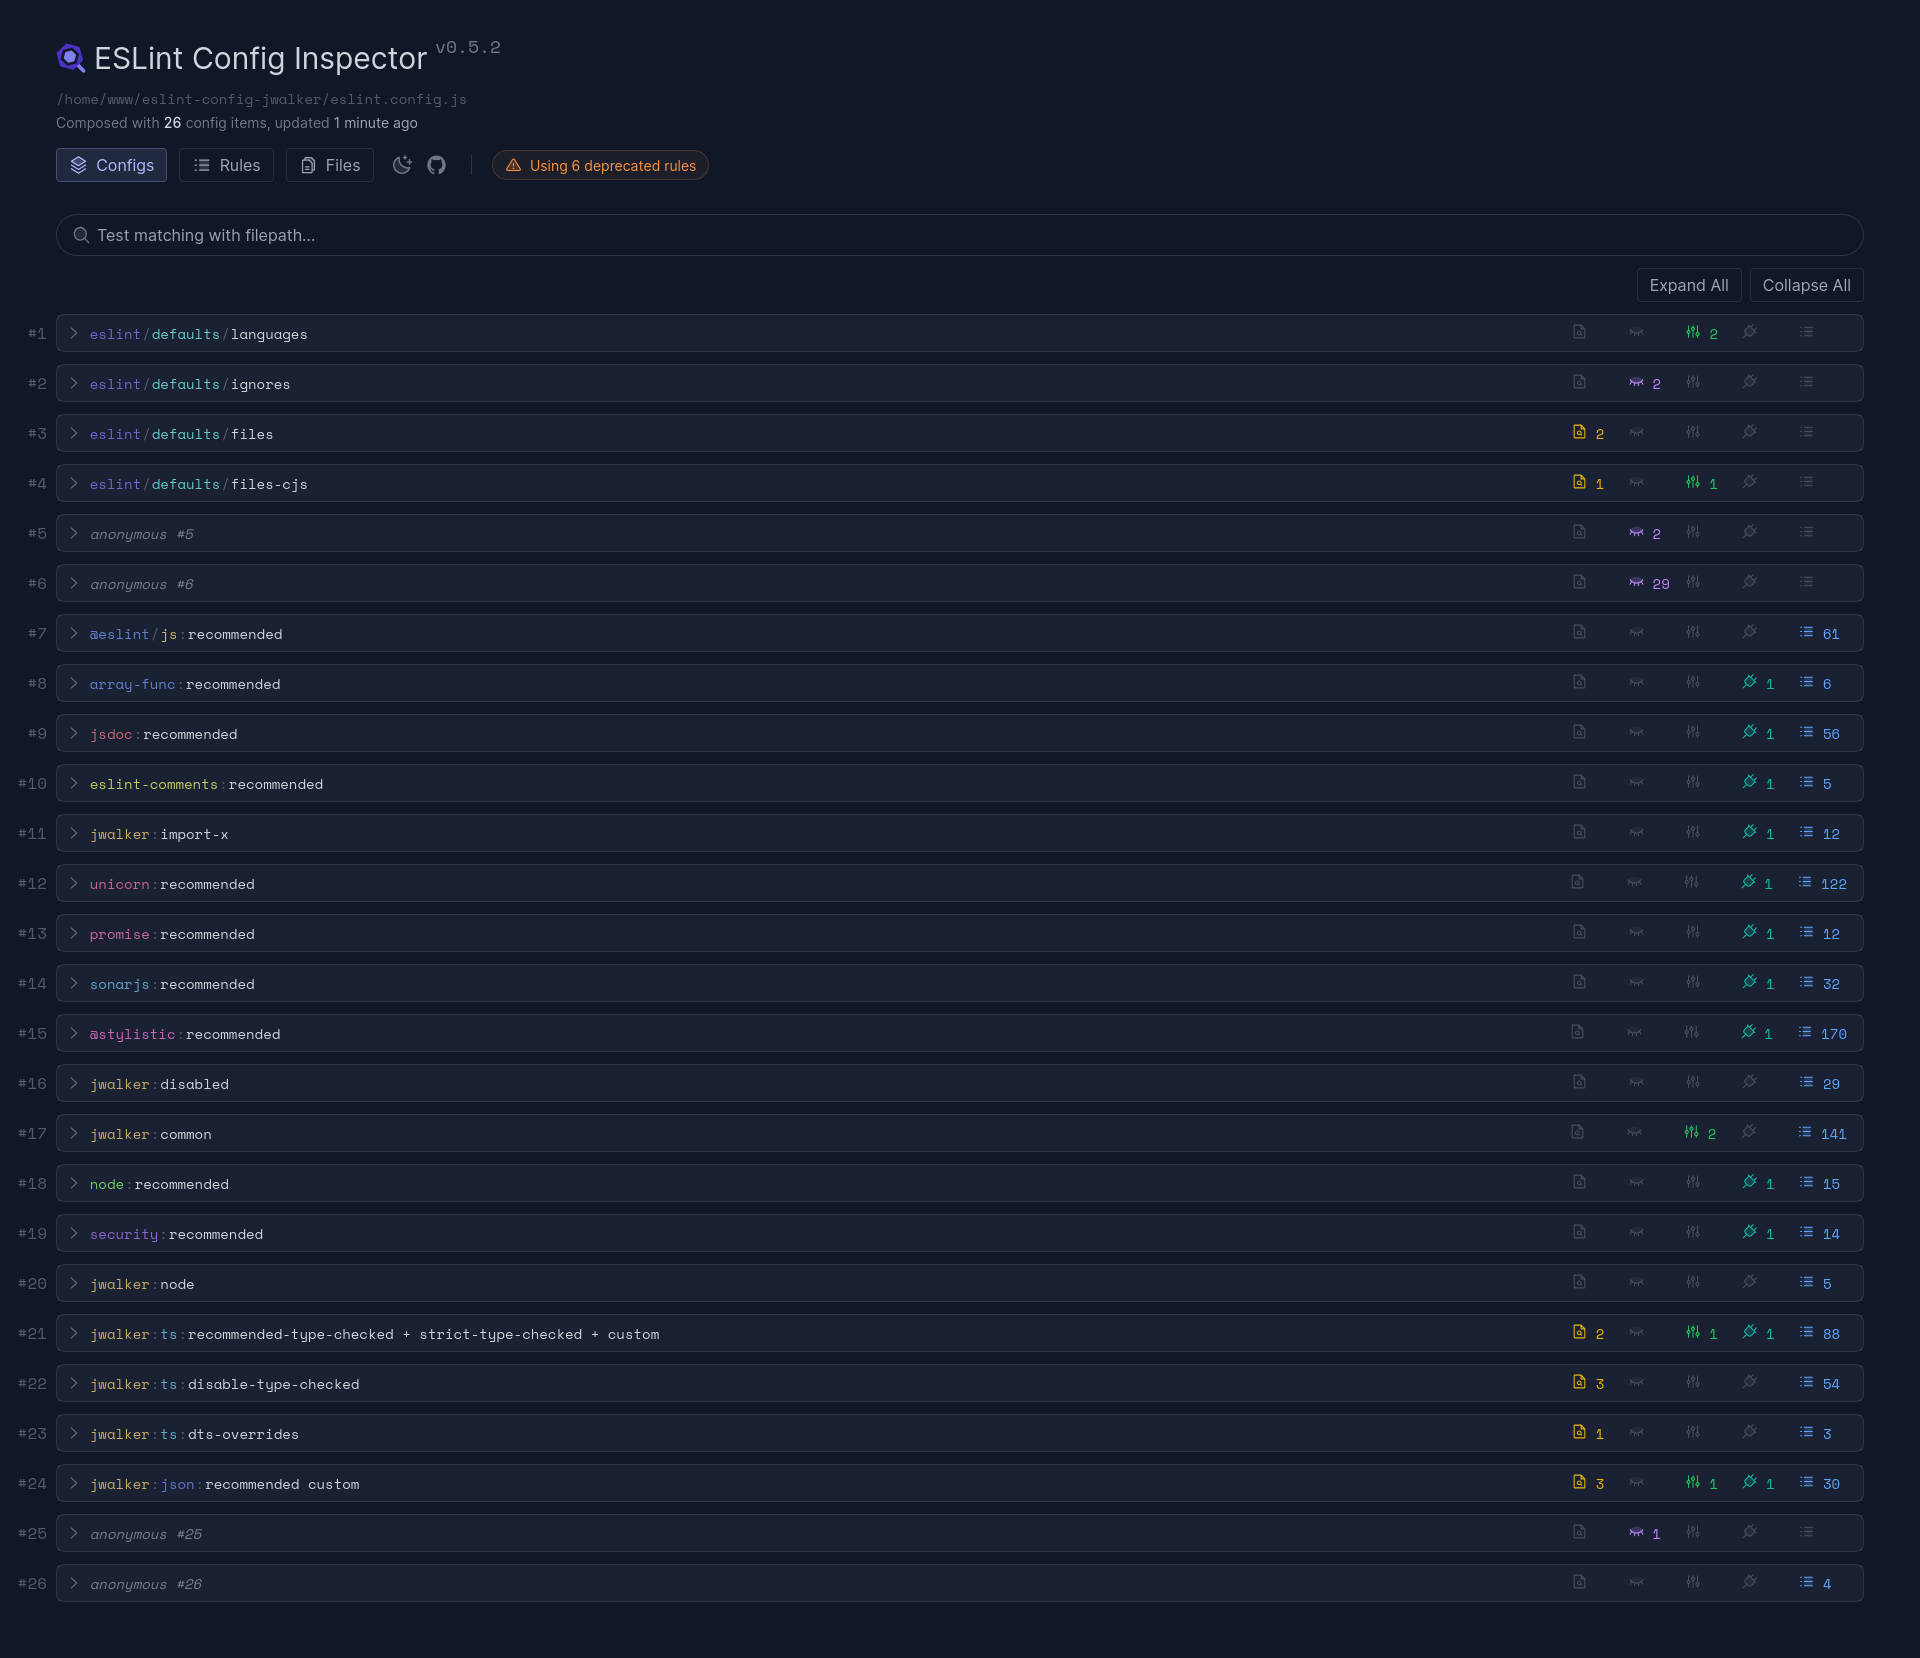 ESLint Config Inspector v0.5.2
/home/www/eslint-config-jwalker/eslint.config.js
Composed with 26 config items, updated 1 minute ago
Configs Rules Files Using 6 deprecated rules
Test matching with filepath...
Expand All Collapse All
#1 eslint/defaults/languages 2
#2 eslint/defaults/ignores 2
#3 eslint/defaults/files 2
#4 eslint/defaults/files-cjs 1 1
#5 anonymous #5 2
#6 anonymous #6 29
#7 @eslint/js:recommended 61
#8 array-func:recommended 1 6
#9 jsdoc:recommended 1 56
#10 eslint-comments:recommended 1 5
#11 jwalker:import-x 1 12
#12 unicorn:recommended 1 122
#13 promise:recommended 1 12
#14 sonarjs:recommended 1 32
#15 @stylistic:recommended 1 170
#16 jwalker:disabled 29
#17 jwalker:common 2 141
#18 node:recommended 1 15
#19 security:recommended 1 14
#20 jwalker:node 5
#21 jwalker:ts:recommended-type-checked + strict-type-checked + custom 2 1 1 88
#22 jwalker:ts:disable-type-checked 3 54
#23 jwalker:ts:dts-overrides 1 3
#24 jwalker:json:recommended custom 3 1 1 30
#25 anonymous #25 1
#26 anonymous #26 4